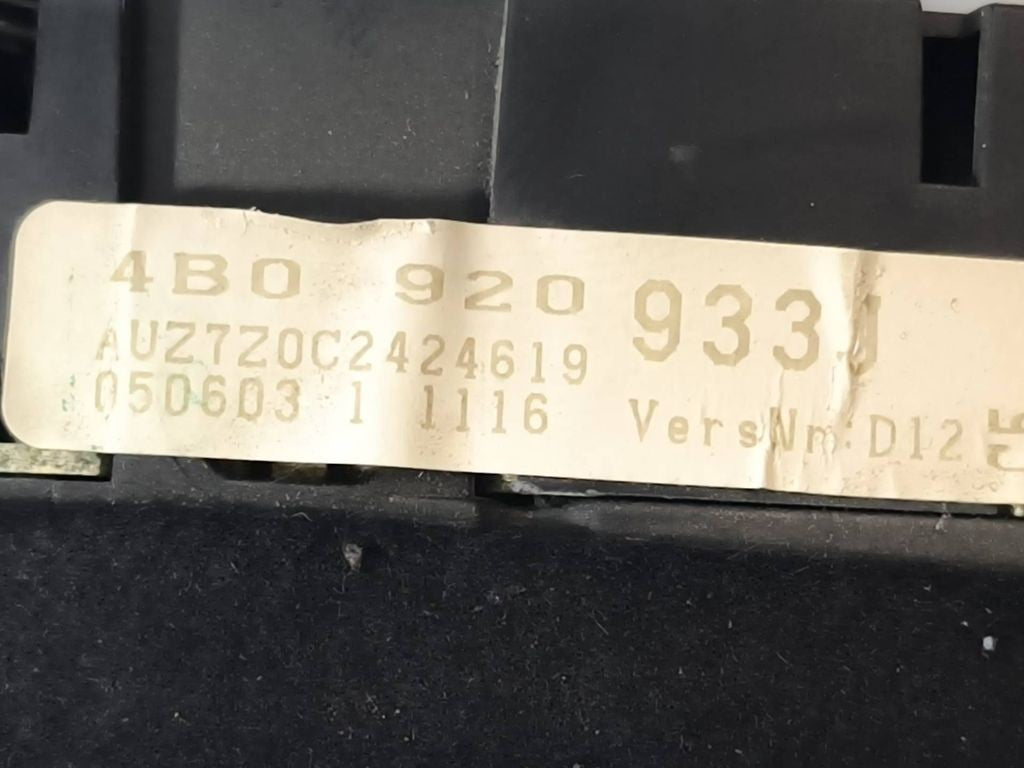 4B0 920 933J
AUZ7Z0C2424619
050603 1 1116 VersNr:D12